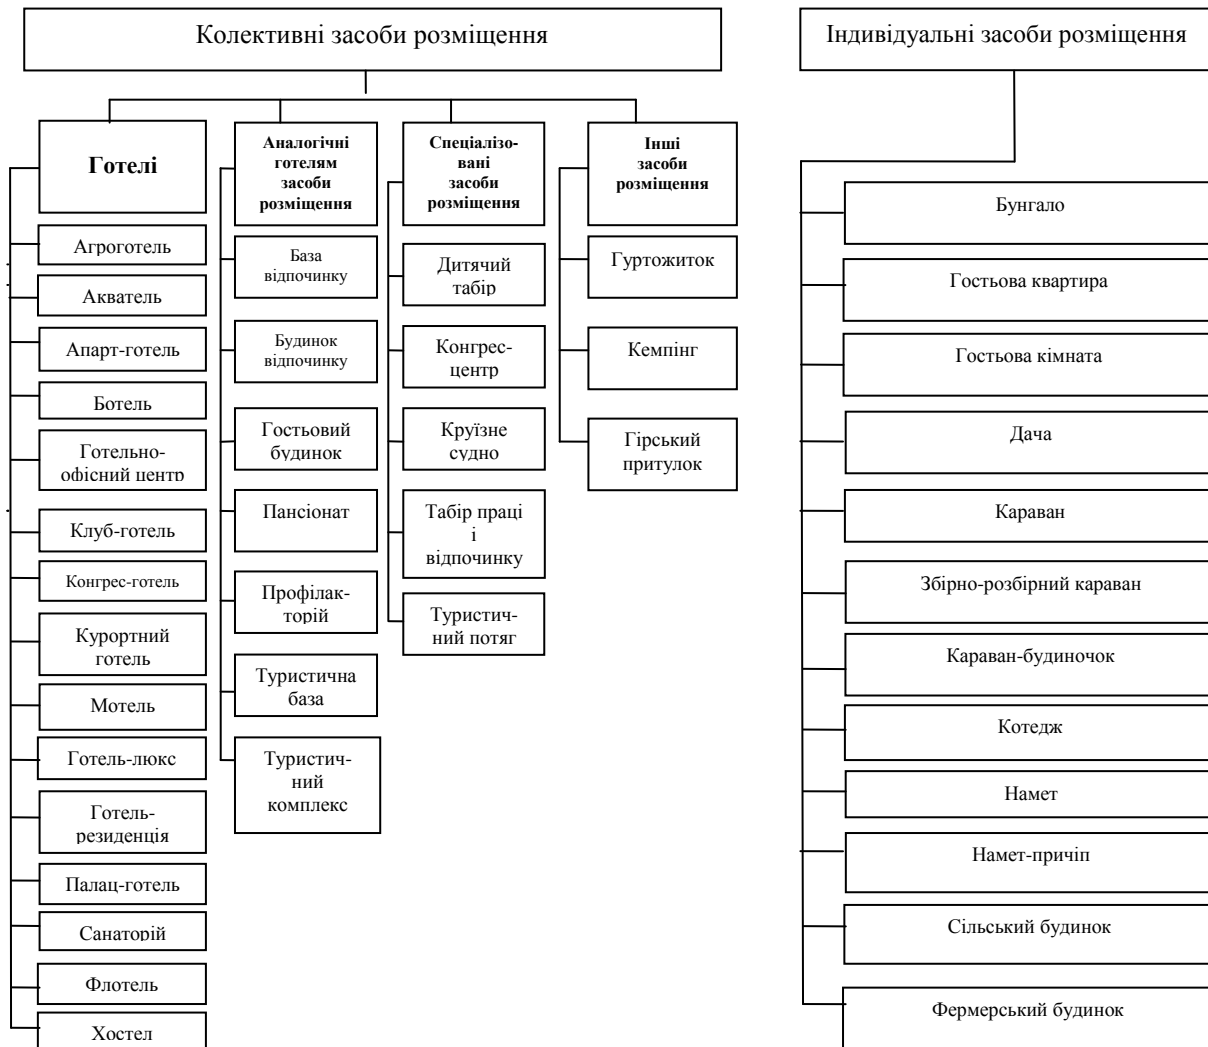 Колективні засоби розміщення
Індивідуальні засоби розміщення
Готелі
Агроготель
Акватель
Апарт-готель
Ботель
Готельно-
офісний центр
Клуб-готель
Конгрес-готель
Курортний
готель
Мотель
Готель-люкс
Готель-
резиденція
Палац-готель
Санаторій
Флотель
Хостел
Аналогічні
готелям
засоби
розміщення
База
відпочинку
Будинок
відпочинку
Гостьовий
будинок
Пансіонат
Профілак-
торій
Туристична
база
Туристич-
ний
комплекс
Спеціалізо-
вані
засоби
розміщення
Дитячий
табір
Конгрес-
центр
Круїзне
судно
Табір праці
і
відпочинку
Туристич-
ний потяг
Інші
засоби
розміщення
Гуртожиток
Кемпінг
Гірський
притулок
Бунгало
Гостьова квартира
Гостьова кімната
Дача
Караван
Збірно-розбірний караван
Караван-будиночок
Котедж
Намет
Намет-причіп
Сільський будинок
Фермерський будинок